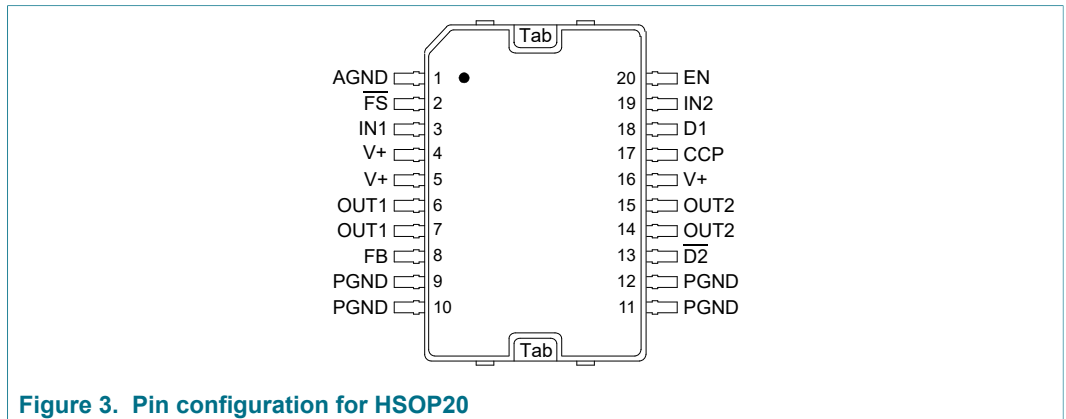 Tab
AGND 1 20 EN
F̅S̅ 2 19 IN2
IN1 3 18 D1
V+ 4 17 CCP
V+ 5 16 V+
OUT1 6 15 OUT2
OUT1 7 14 OUT2
FB 8 13 D̅2̅
PGND 9 12 PGND
PGND 10 11 PGND
Tab
Figure 3. Pin configuration for HSOP20